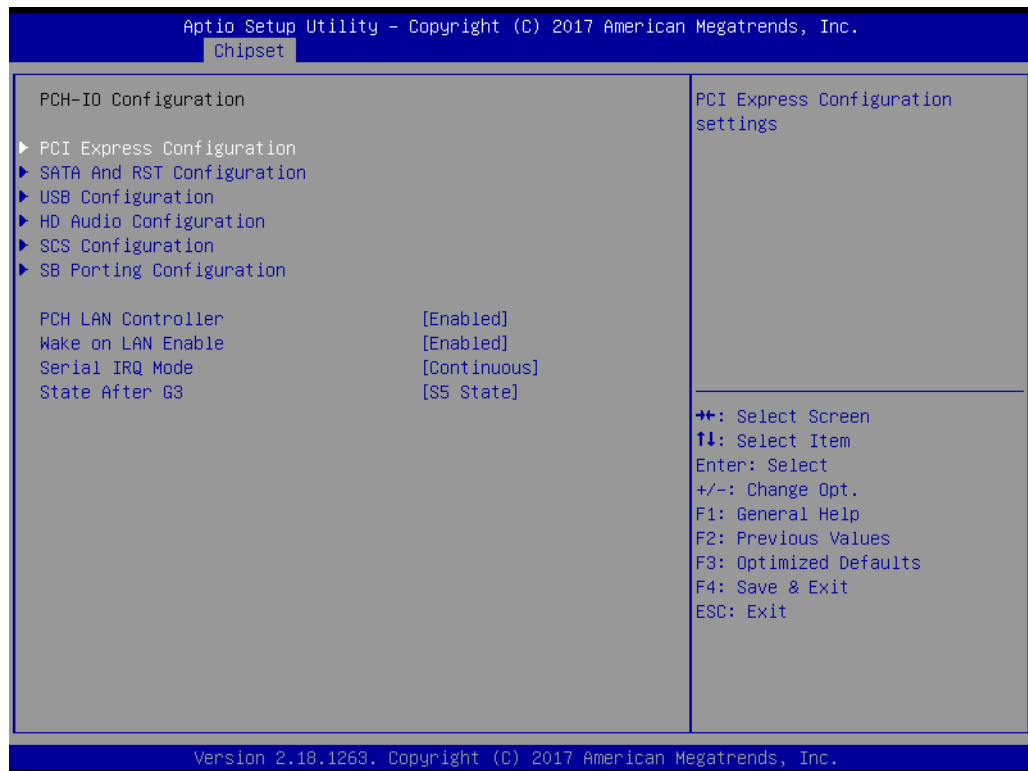 Aptio Setup Utility – Copyright (C) 2017 American Megatrends, Inc.
Chipset
PCH-IO Configuration
▶ PCI Express Configuration
▶ SATA And RST Configuration
▶ USB Configuration
▶ HD Audio Configuration
▶ SCS Configuration
▶ SB Porting Configuration
PCH LAN Controller [Enabled]
Wake on LAN Enable [Enabled]
Serial IRQ Mode [Continuous]
State After G3 [S5 State]
PCI Express Configuration
settings
→←: Select Screen
↑↓: Select Item
Enter: Select
+/-: Change Opt.
F1: General Help
F2: Previous Values
F3: Optimized Defaults
F4: Save & Exit
ESC: Exit
Version 2.18.1263. Copyright (C) 2017 American Megatrends, Inc.